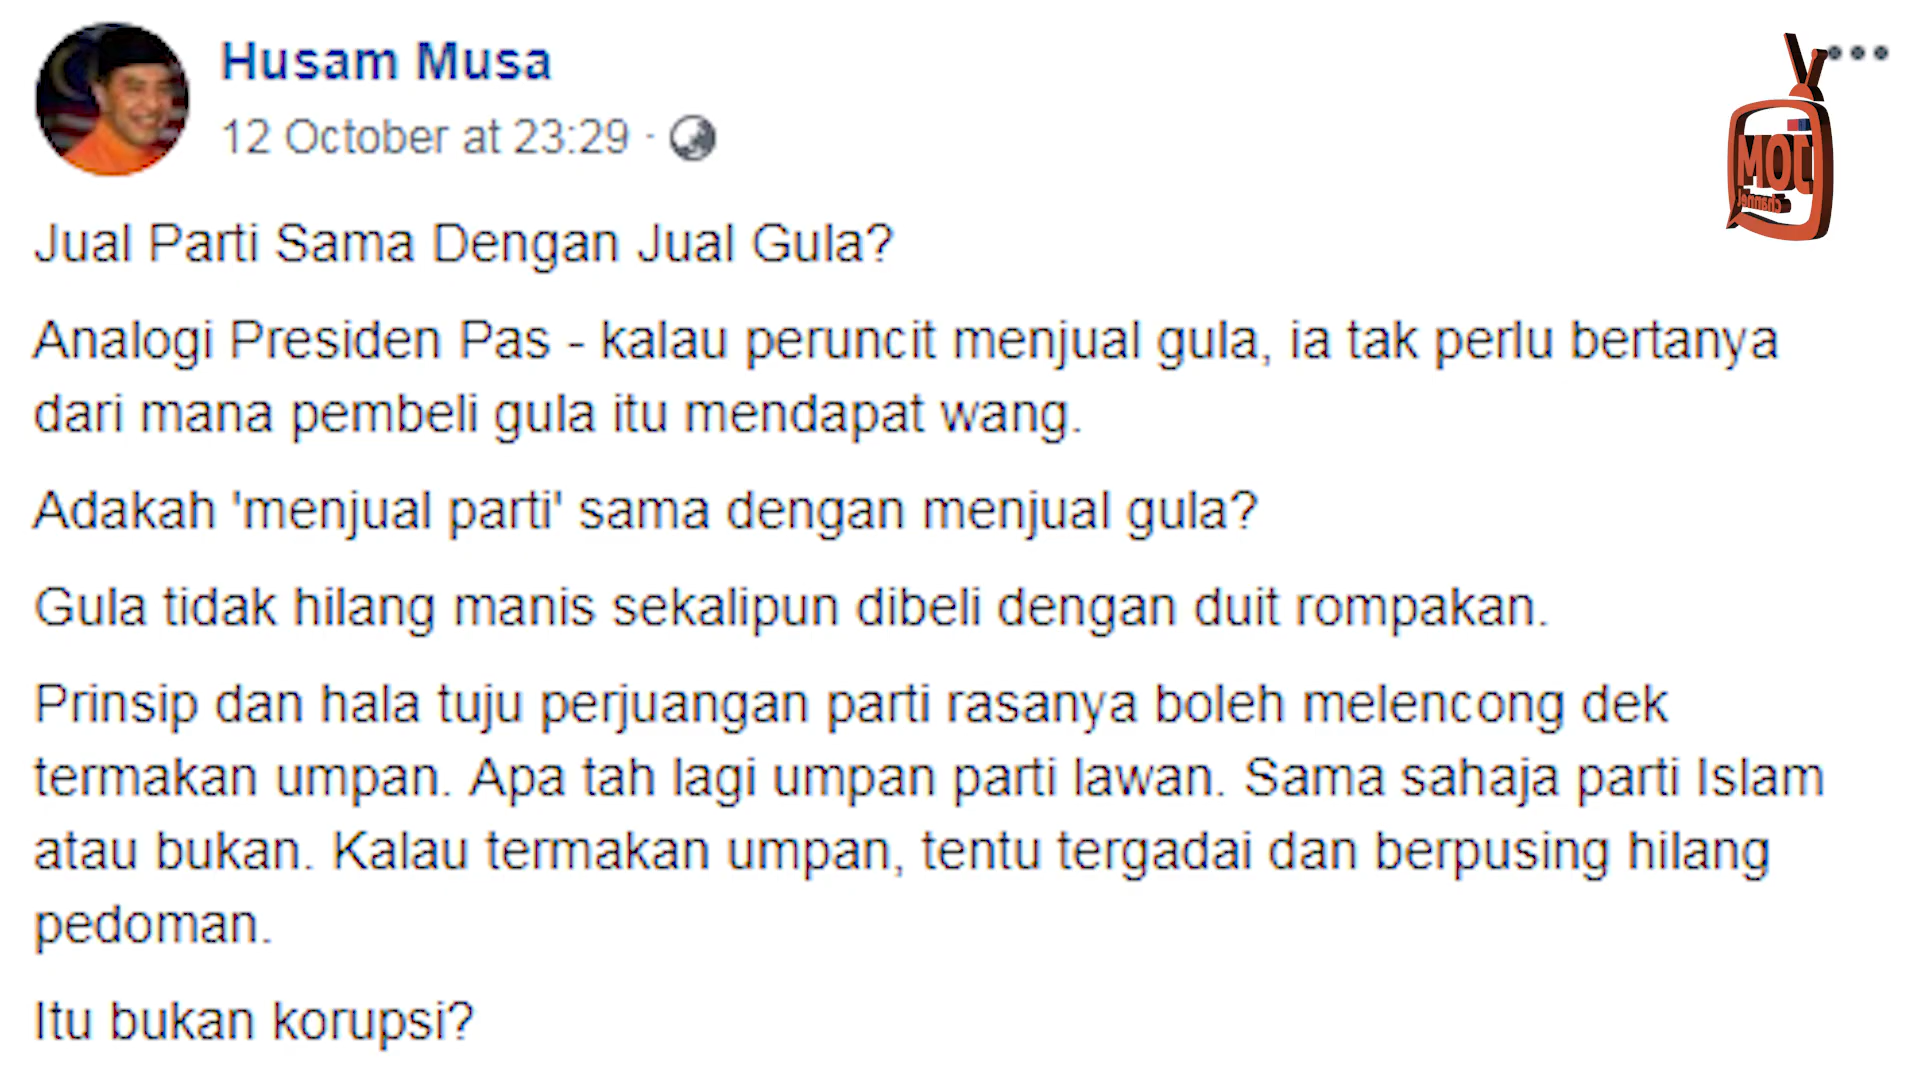 Husam Musa
12 October at 23:29 ·
Jual Parti Sama Dengan Jual Gula?
Analogi Presiden Pas - kalau peruncit menjual gula, ia tak perlu bertanya
dari mana pembeli gula itu mendapat wang.
Adakah 'menjual parti' sama dengan menjual gula?
Gula tidak hilang manis sekalipun dibeli dengan duit rompakan.
Prinsip dan hala tuju perjuangan parti rasanya boleh melencong dek
termakan umpan. Apa tah lagi umpan parti lawan. Sama sahaja parti Islam
atau bukan. Kalau termakan umpan, tentu tergadai dan berpusing hilang
pedoman.
Itu bukan korupsi?
JOM
channel